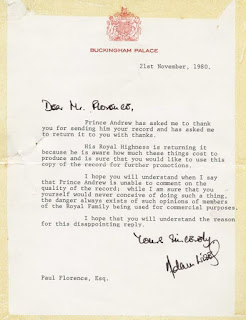 BUCKINGHAM PALACE
21st November, 1980.
Dear Mr. Florence,
Prince Andrew has asked me to thank
you for sending him your record and has asked
me to return it to you with thanks.
His Royal Highness is returning it
because he is aware how much these things cost to
produce and is sure that you would like to use this
copy of the record for further promotions.
I hope you will understand when I say
that Prince Andrew is unable to comment on the
quality of the record; while I am sure that you
yourself would never conceive of doing such a thing,
the danger always exists of such opinions of members
of the Royal Family being used for commercial purposes.
I hope you will understand the reason
for this disappointing reply.
Yours sincerely,
Adam
Paul Florence, Esq.